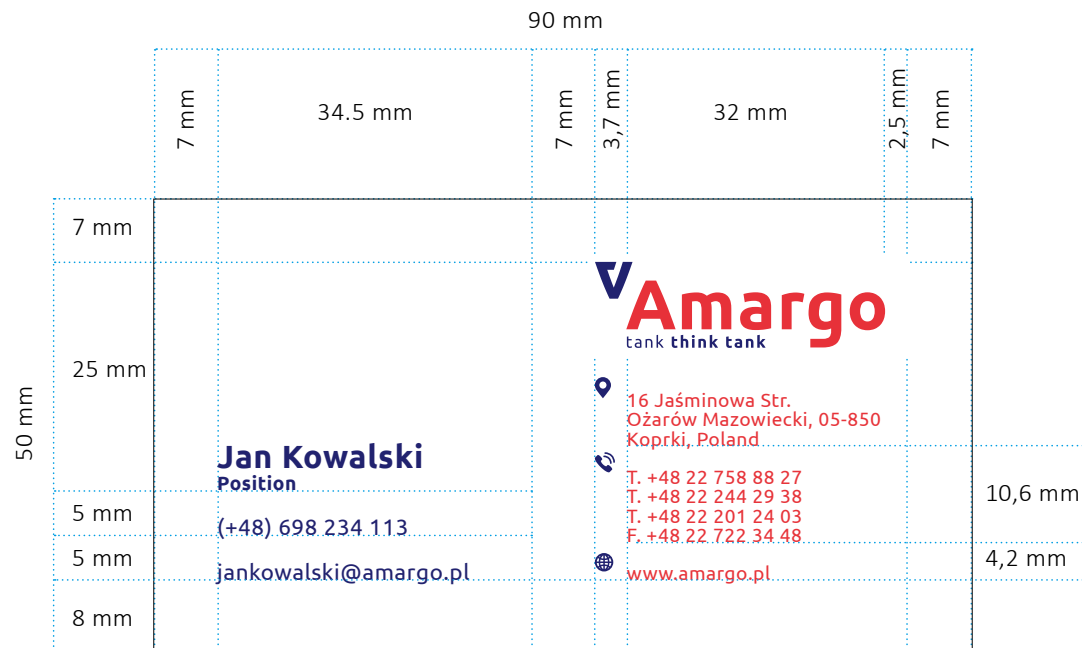 90 mm
7 mm
34.5 mm
7 mm
3,7 mm
32 mm
2,5 mm
7 mm
7 mm
25 mm
50 mm
5 mm
5 mm
8 mm
Amargo
tank think tank
16 Jaśminowa Str.
Ożarów Mazowiecki, 05-850
Koprki, Poland
T. +48 22 758 88 27
T. +48 22 244 29 38
T. +48 22 201 24 03
F. +48 22 722 34 48
www.amargo.pl
Jan Kowalski
Position
(+48) 698 234 113
jankowalski@amargo.pl
10,6 mm
4,2 mm